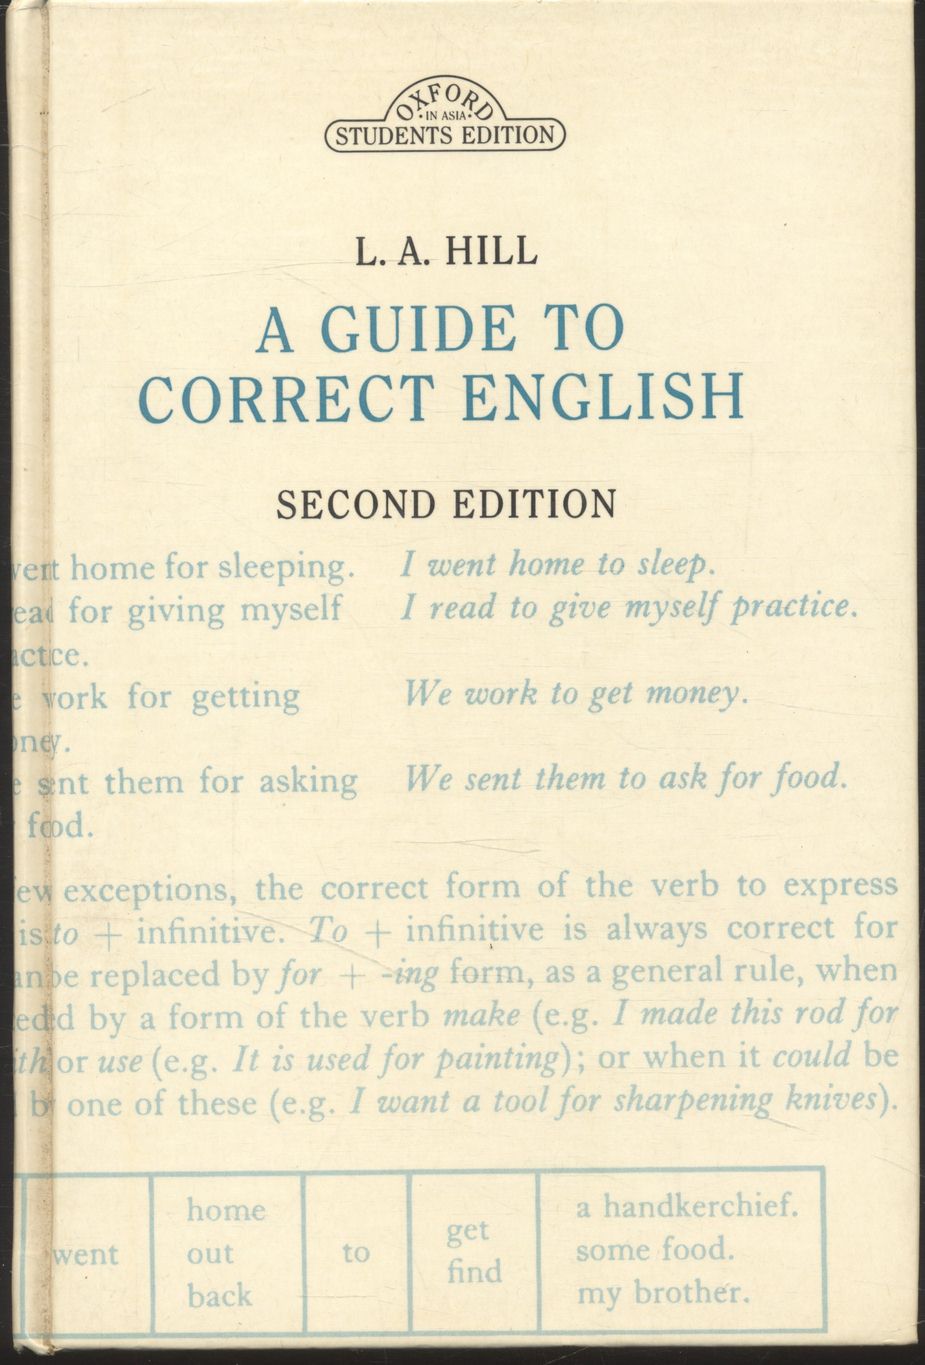 OXFORD
·IN ASIA·
STUDENTS EDITION
L. A. HILL
A GUIDE TO
CORRECT ENGLISH
SECOND EDITION
home for sleeping. I went home to sleep.
for giving myself I read to give myself practice.
work for getting We work to get money.
sent them for asking We sent them to ask for food.
food.
exceptions, the correct form of the verb to express
is to + infinitive. To + infinitive is always correct for
be replaced by for + -ing form, as a general rule, when
by a form of the verb make (e.g. I made this rod for
or use (e.g. It is used for painting); or when it could be
by one of these (e.g. I want a tool for sharpening knives).
went
home
out
back
to
get
find
a handkerchief.
some food.
my brother.